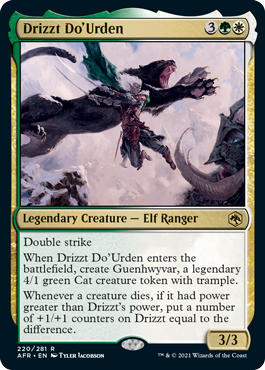 Drizzt Do'Urden 3
Legendary Creature — Elf Ranger
Double strike
When Drizzt Do'Urden enters the
battlefield, create Guenhwyvar, a legendary
4/1 green Cat creature token with trample.
Whenever a creature dies, if it had power
greater than Drizzt's power, put a number
of +1/+1 counters on Drizzt equal to the
difference.
3/3
220/281 R
AFR • EN Tyler Jacobson
™ & © 2021 Wizards of the Coast